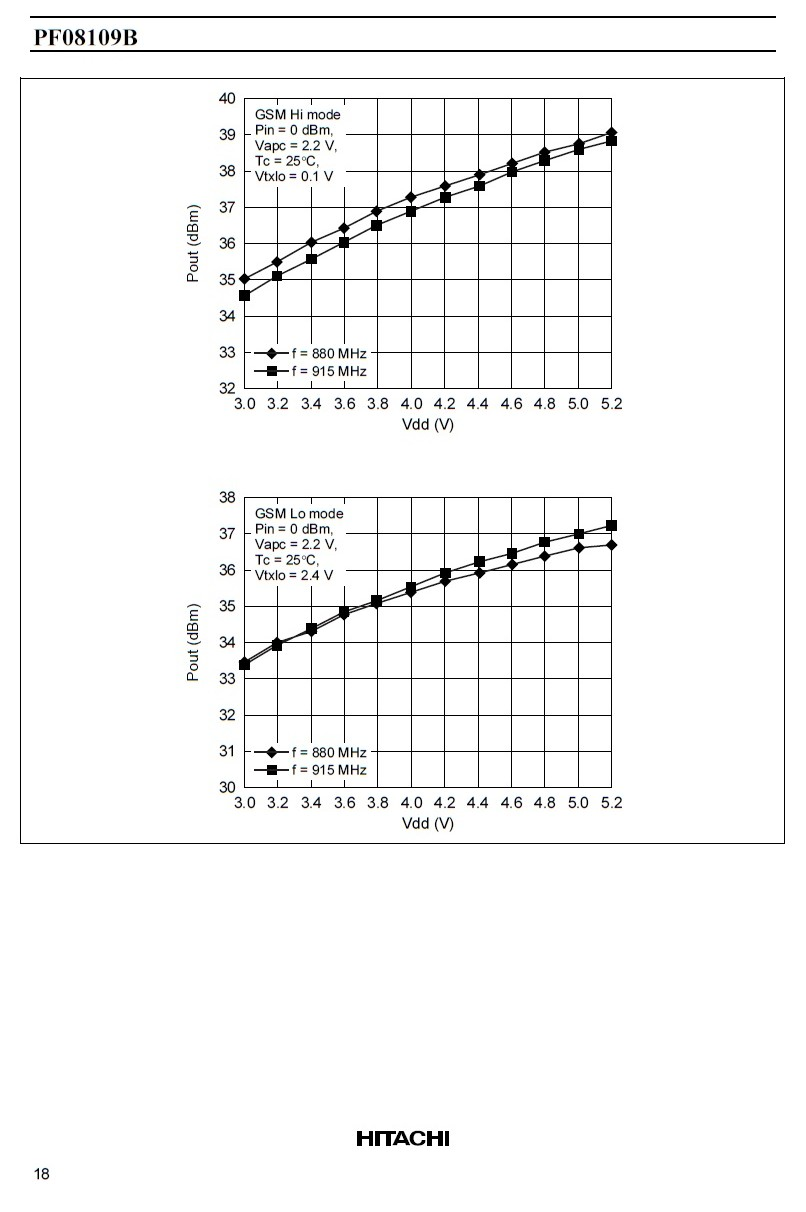 PF08109B
40
39
38
37
36
35
34
33
32
Pout (dBm)
GSM Hi mode
Pin = 0 dBm,
Vapc = 2.2 V,
Tc = 25°C,
Vtxlo = 0.1 V
f = 880 MHz
f = 915 MHz
3.0 3.2 3.4 3.6 3.8 4.0 4.2 4.4 4.6 4.8 5.0 5.2
Vdd (V)
38
37
36
35
34
33
32
31
30
Pout (dBm)
GSM Lo mode
Pin = 0 dBm,
Vapc = 2.2 V,
Tc = 25°C,
Vtxlo = 2.4 V
f = 880 MHz
f = 915 MHz
3.0 3.2 3.4 3.6 3.8 4.0 4.2 4.4 4.6 4.8 5.0 5.2
Vdd (V)
HITACHI
18